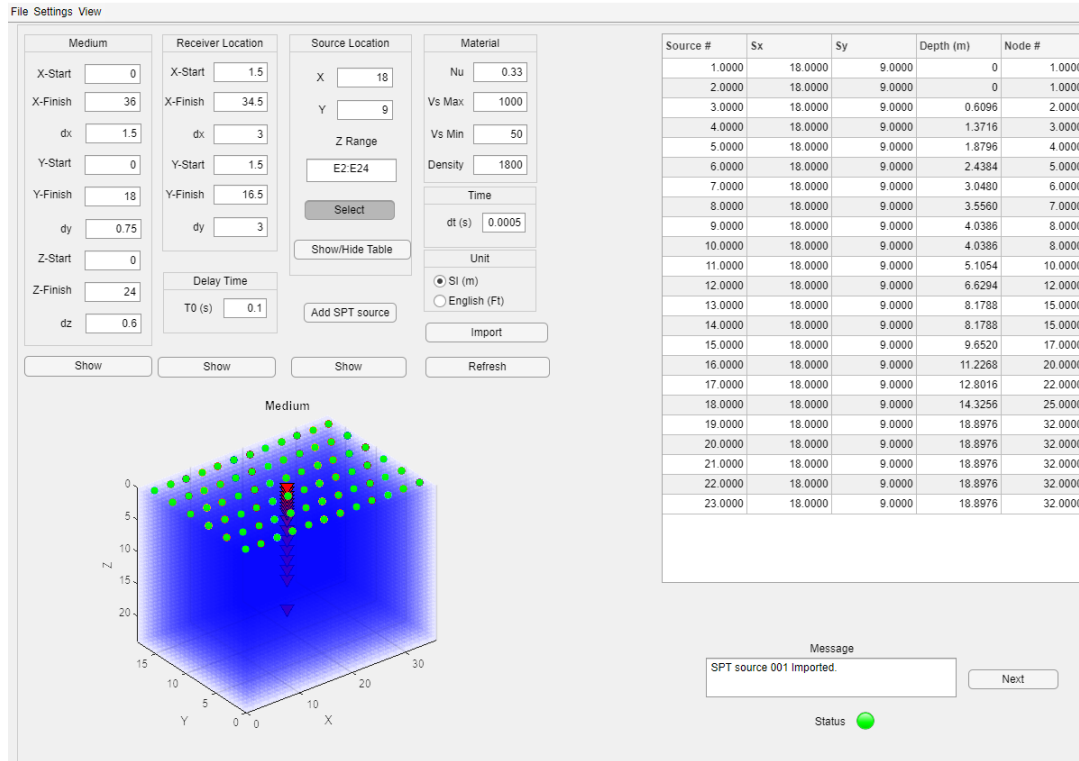 File Settings View
Medium
X-Start 0
X-Finish 36
dx 1.5
Y-Start 0
Y-Finish 18
dy 0.75
Z-Start 0
Z-Finish 24
dz 0.6
Show
Receiver Location
X-Start 1.5
X-Finish 34.5
dx 3
Y-Start 1.5
Y-Finish 16.5
dy 3
Delay Time
T0 (s) 0.1
Show
Source Location
X 18
Y 9
Z Range
E2:E24
Select
Show/Hide Table
Add SPT source
Show
Material
Nu 0.33
Vs Max 1000
Vs Min 50
Density 1800
Time
dt (s) 0.0005
Unit
SI (m)
English (Ft)
Import
Refresh
Source # Sx Sy Depth (m) Node #
1.0000 18.0000 9.0000 0 1.0000
2.0000 18.0000 9.0000 0 1.0000
3.0000 18.0000 9.0000 0.6096 2.0000
4.0000 18.0000 9.0000 1.3716 3.0000
5.0000 18.0000 9.0000 1.8796 4.0000
6.0000 18.0000 9.0000 2.4384 5.0000
7.0000 18.0000 9.0000 3.0480 6.0000
8.0000 18.0000 9.0000 3.5560 7.0000
9.0000 18.0000 9.0000 4.0386 8.0000
10.0000 18.0000 9.0000 4.0386 8.0000
11.0000 18.0000 9.0000 5.1054 10.0000
12.0000 18.0000 9.0000 6.6294 12.0000
13.0000 18.0000 9.0000 8.1788 15.0000
14.0000 18.0000 9.0000 8.1788 15.0000
15.0000 18.0000 9.0000 9.6520 17.0000
16.0000 18.0000 9.0000 11.2268 20.0000
17.0000 18.0000 9.0000 12.8016 22.0000
18.0000 18.0000 9.0000 14.3256 25.0000
19.0000 18.0000 9.0000 18.8976 32.0000
20.0000 18.0000 9.0000 18.8976 32.0000
21.0000 18.0000 9.0000 18.8976 32.0000
22.0000 18.0000 9.0000 18.8976 32.0000
23.0000 18.0000 9.0000 18.8976 32.0000
Medium
0
5
10
15
20
Z
15
10
5
0
Y
0
10
20
30
X
Message
SPT source 001 Imported.
Next
Status